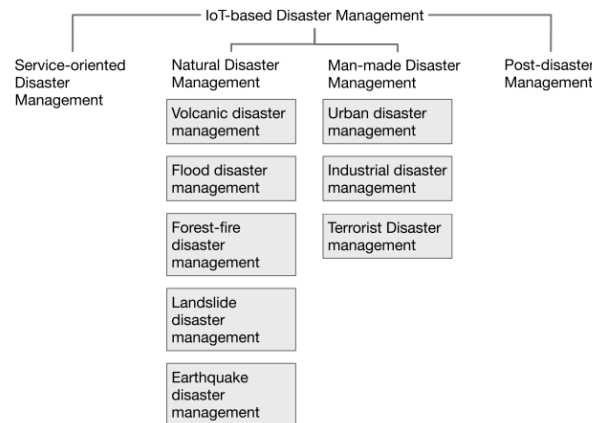 IoT-based Disaster Management
Service-oriented
Disaster
Management
Natural Disaster
Management
Volcanic disaster
management
Flood disaster
management
Forest-fire
disaster
management
Landslide
disaster
management
Earthquake
disaster
management
Man-made Disaster
Management
Urban disaster
management
Industrial disaster
management
Terrorist Disaster
management
Post-disaster
Management